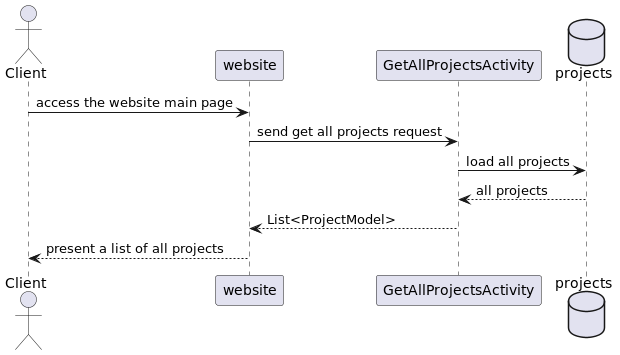 Client
website
GetAllProjectsActivity
projects
access the website main page
send get all projects request
load all projects
all projects
List<ProjectModel>
present a list of all projects
Client
website
GetAllProjectsActivity
projects